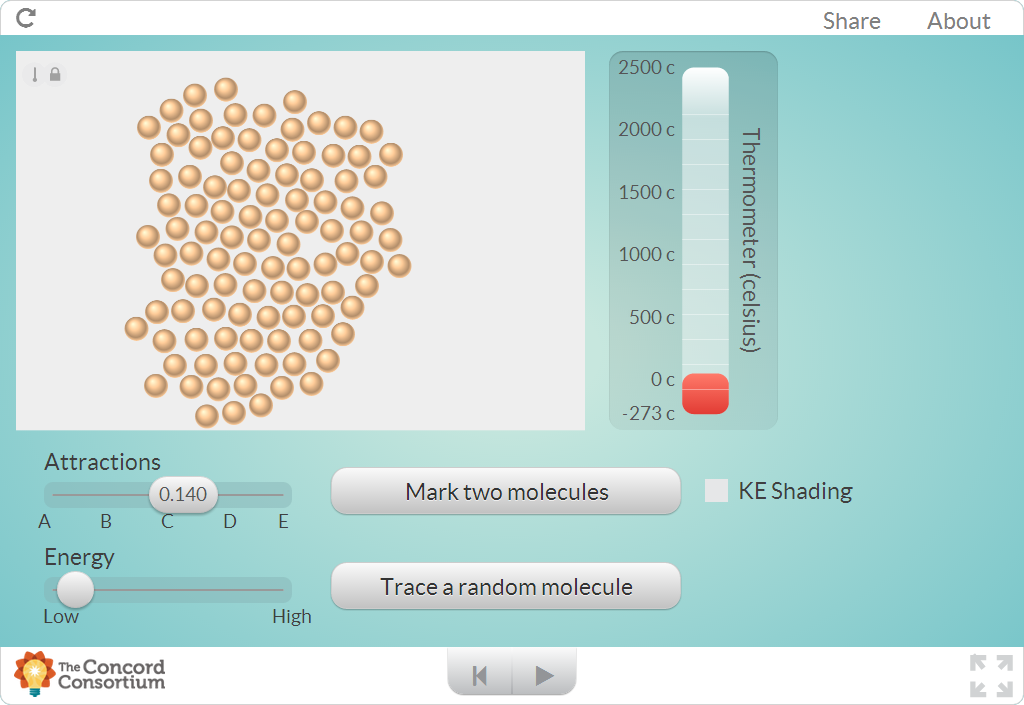 Share
About
2500 c
2000 c
1500 c
1000 c
500 c
0 c
-273 c
Thermometer (celsius)
Attractions
0.140
A B C D E
Energy
Low
High
Mark two molecules
KE Shading
Trace a random molecule
The Concord
Consortium